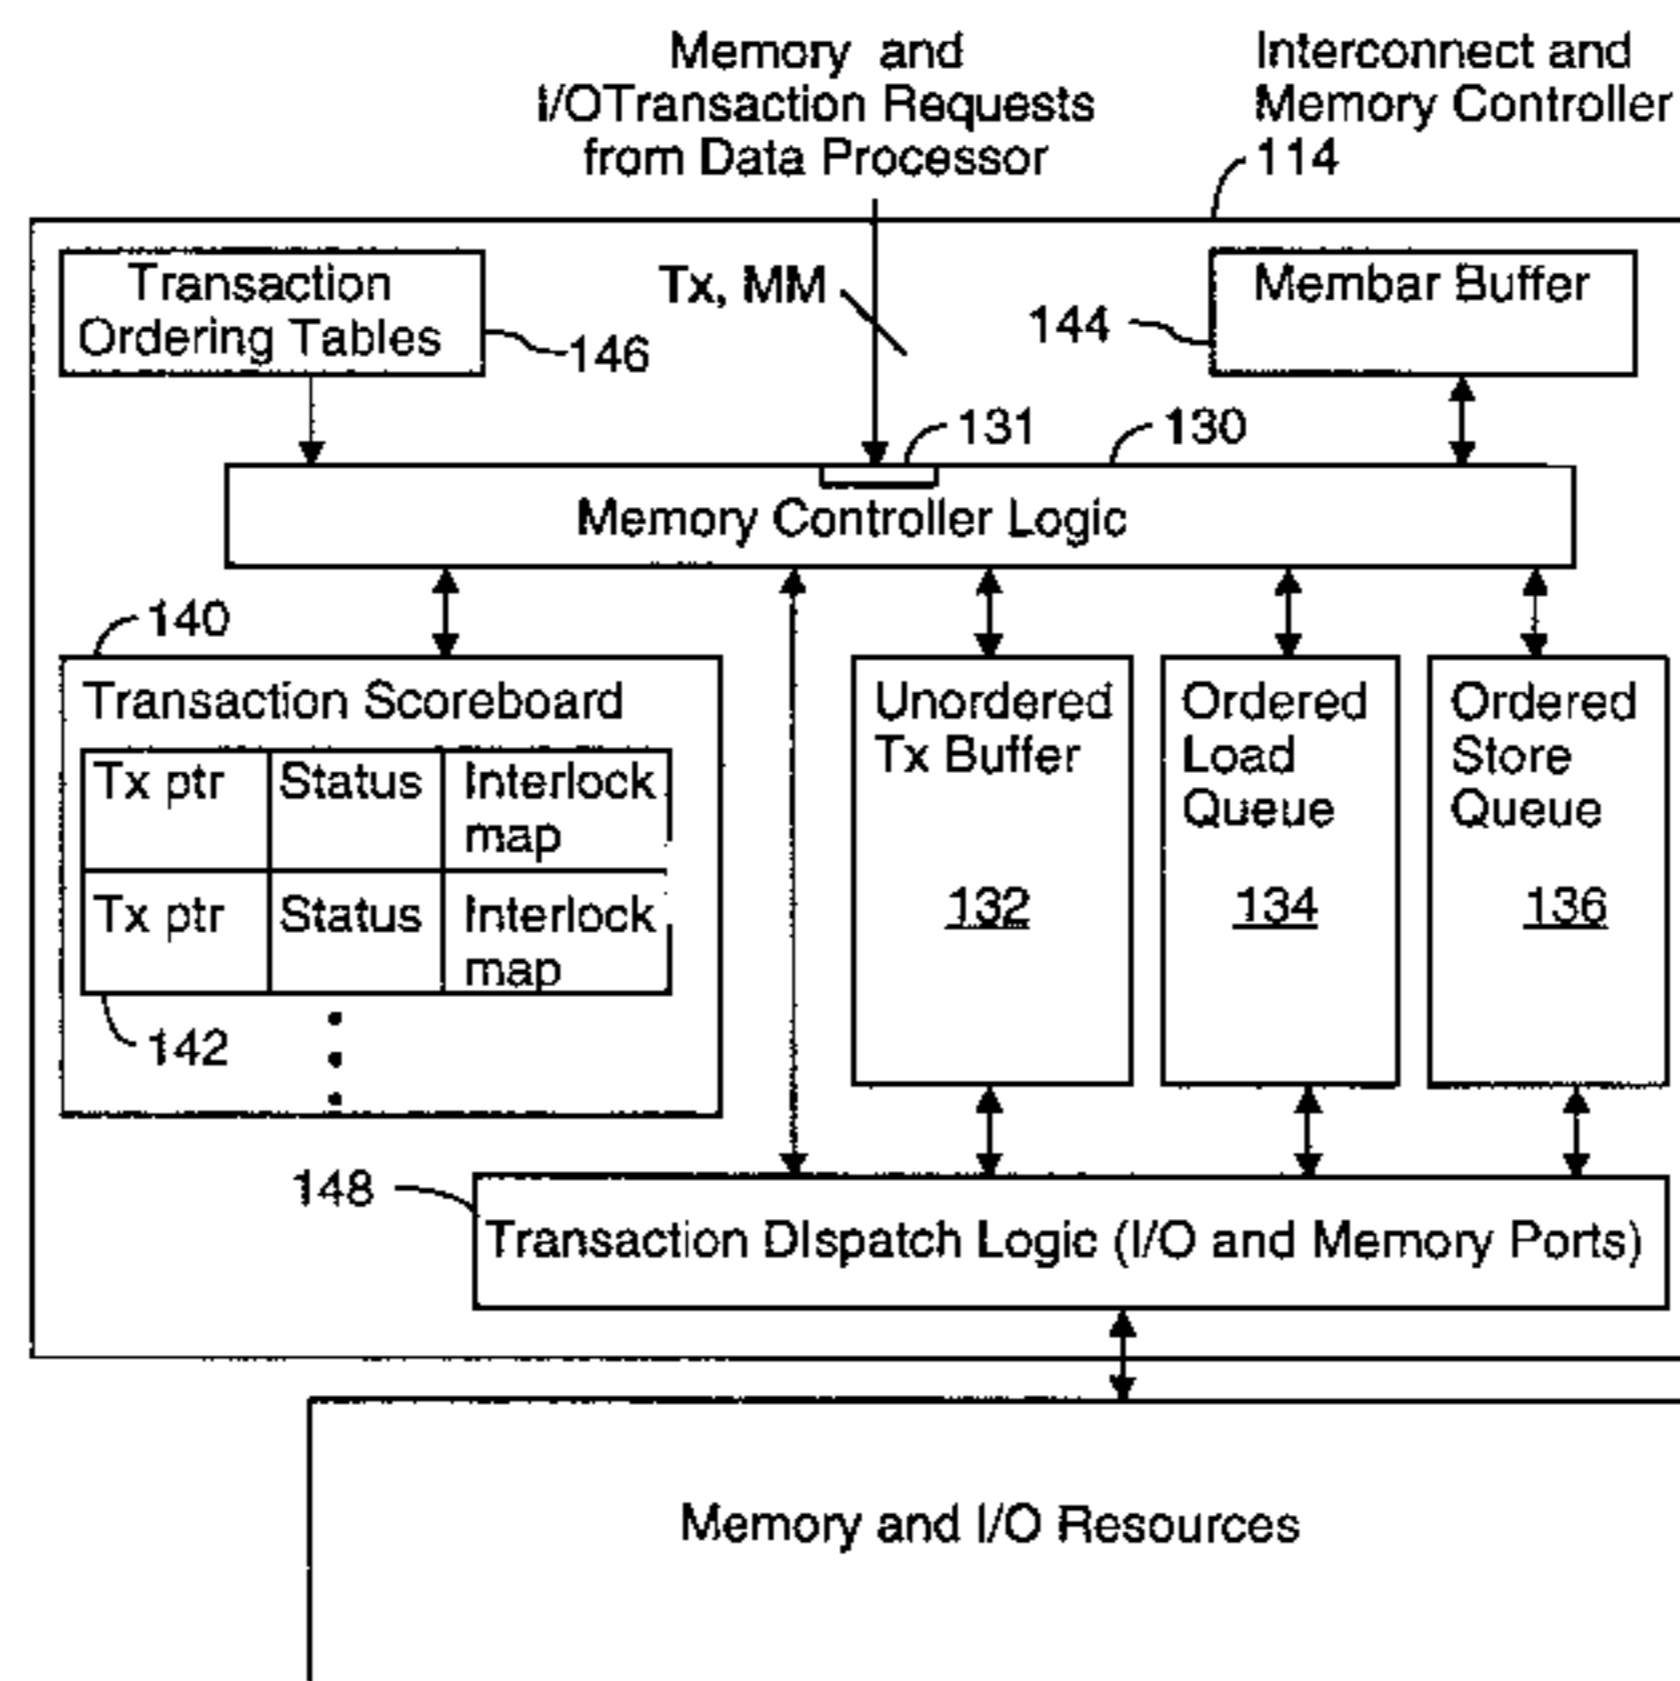 Memory and
I/OTransaction Requests
from Data Processor
Interconnect and
Memory Controller
114
Transaction
Ordering Tables
146
Tx, MM
Membar Buffer
144
131
130
Memory Controller Logic
140
Transaction Scoreboard
Tx ptr Status Interlock
map
Tx ptr Status Interlock
map
142
Unordered
Tx Buffer
132
Ordered
Load
Queue
134
Ordered
Store
Queue
136
148
Transaction DIspatch Logic (I/O and Memory Ports)
Memory and I/O Resources